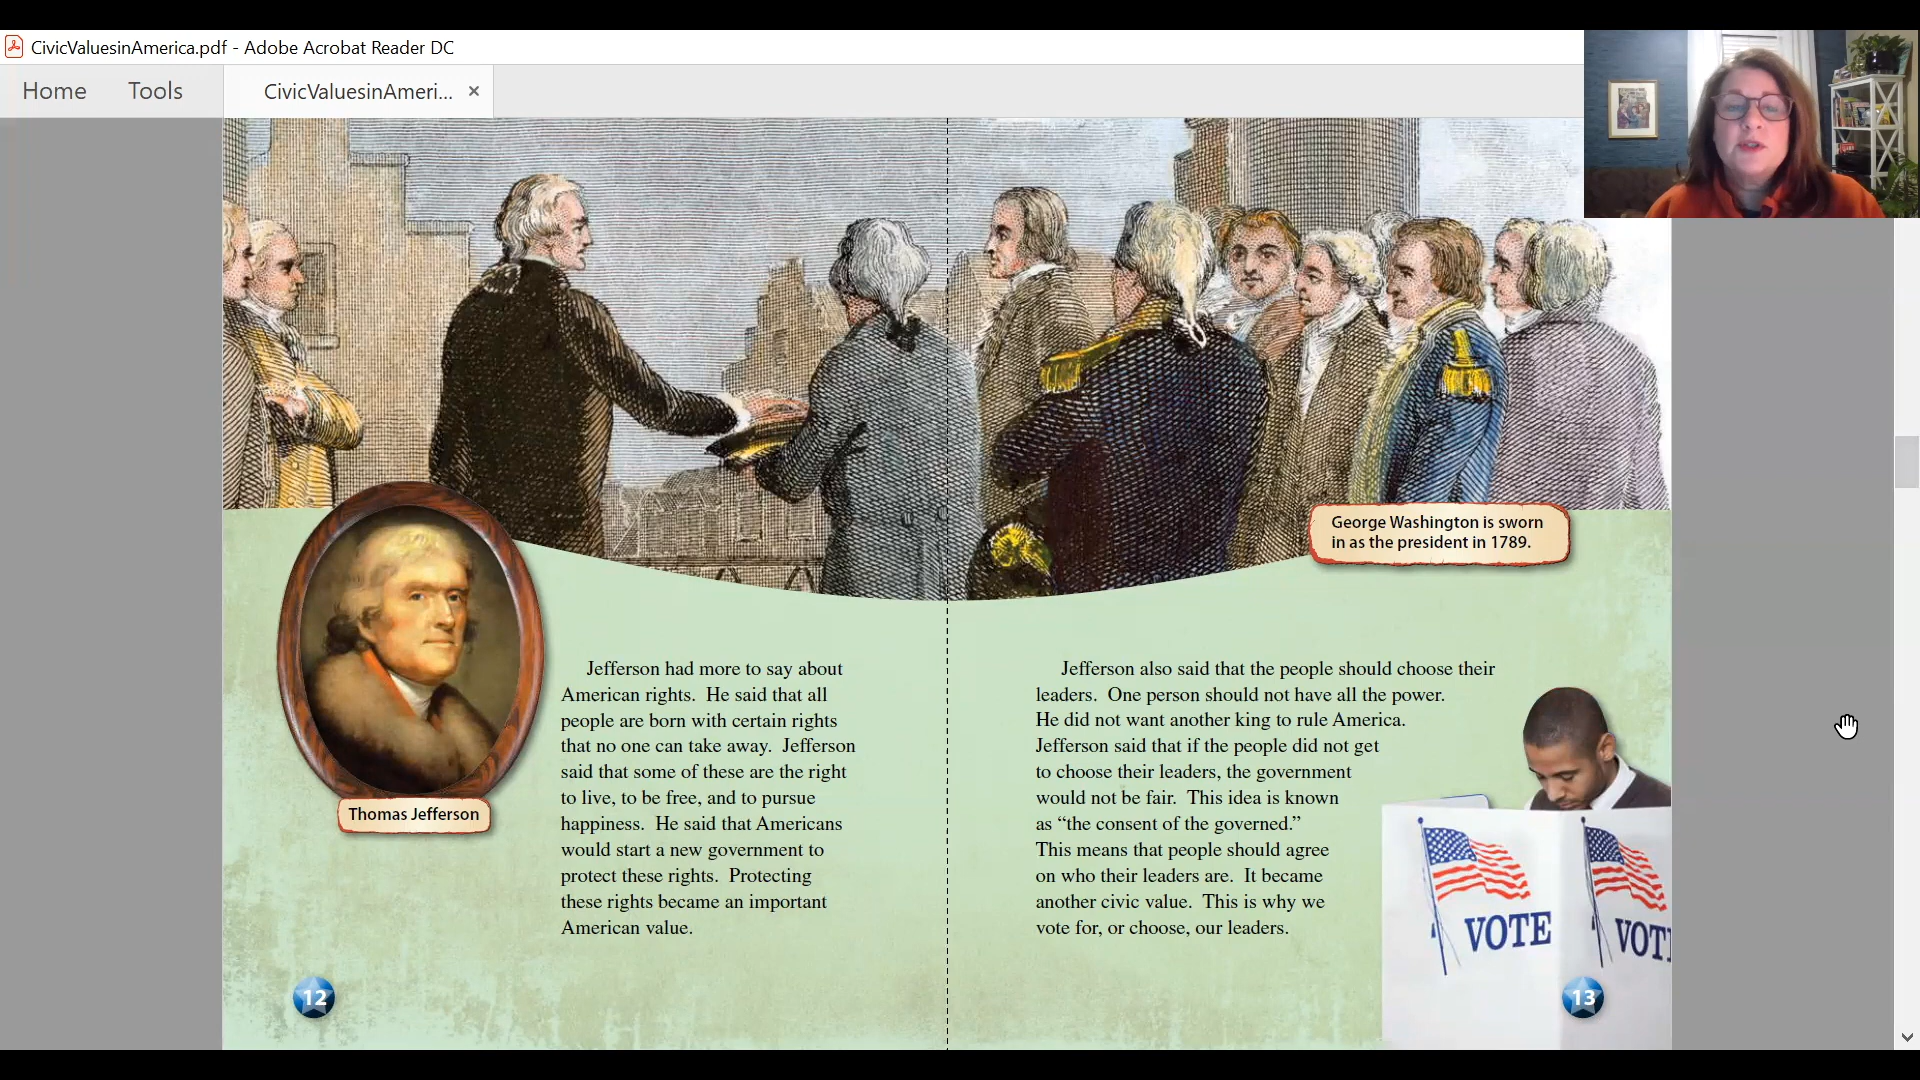 CivicValuesinAmerica.pdf - Adobe Acrobat Reader DC
Home Tools CivicValuesinAmeri... ×
George Washington is sworn
in as the president in 1789.
Thomas Jefferson
Jefferson had more to say about
American rights. He said that all
people are born with certain rights
that no one can take away. Jefferson
said that some of these are the right
to live, to be free, and to pursue
happiness. He said that Americans
would start a new government to
protect these rights. Protecting
these rights became an important
American value.
12
Jefferson also said that the people should choose their
leaders. One person should not have all the power.
He did not want another king to rule America.
Jefferson said that if the people did not get
to choose their leaders, the government
would not be fair. This idea is known
as “the consent of the governed.”
This means that people should agree
on who their leaders are. It became
another civic value. This is why we
vote for, or choose, our leaders.
VOTE VOT
13